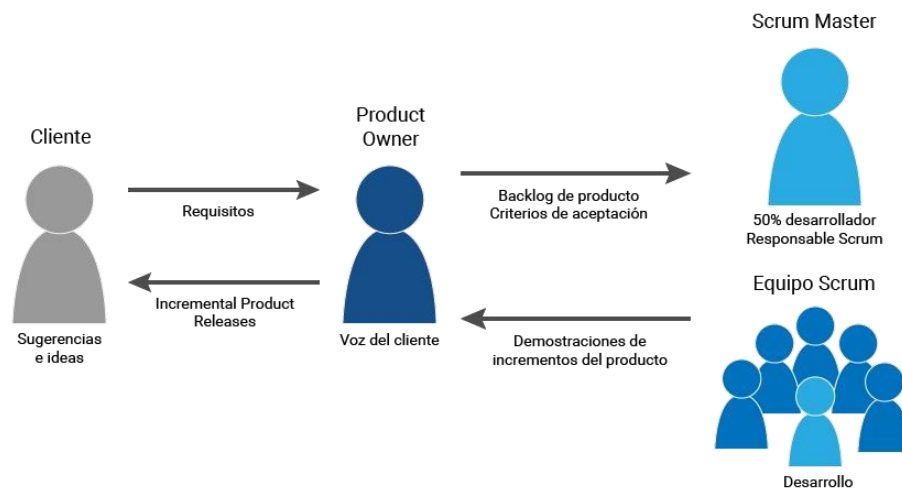 Cliente
Sugerencias
e ideas
Requisitos
Incremental Product
Releases
Product
Owner
Voz del cliente
Backlog de producto
Criterios de aceptación
Demostraciones de
incrementos del producto
Scrum Master
50% desarrollador
Responsable Scrum
Equipo Scrum
Desarrollo